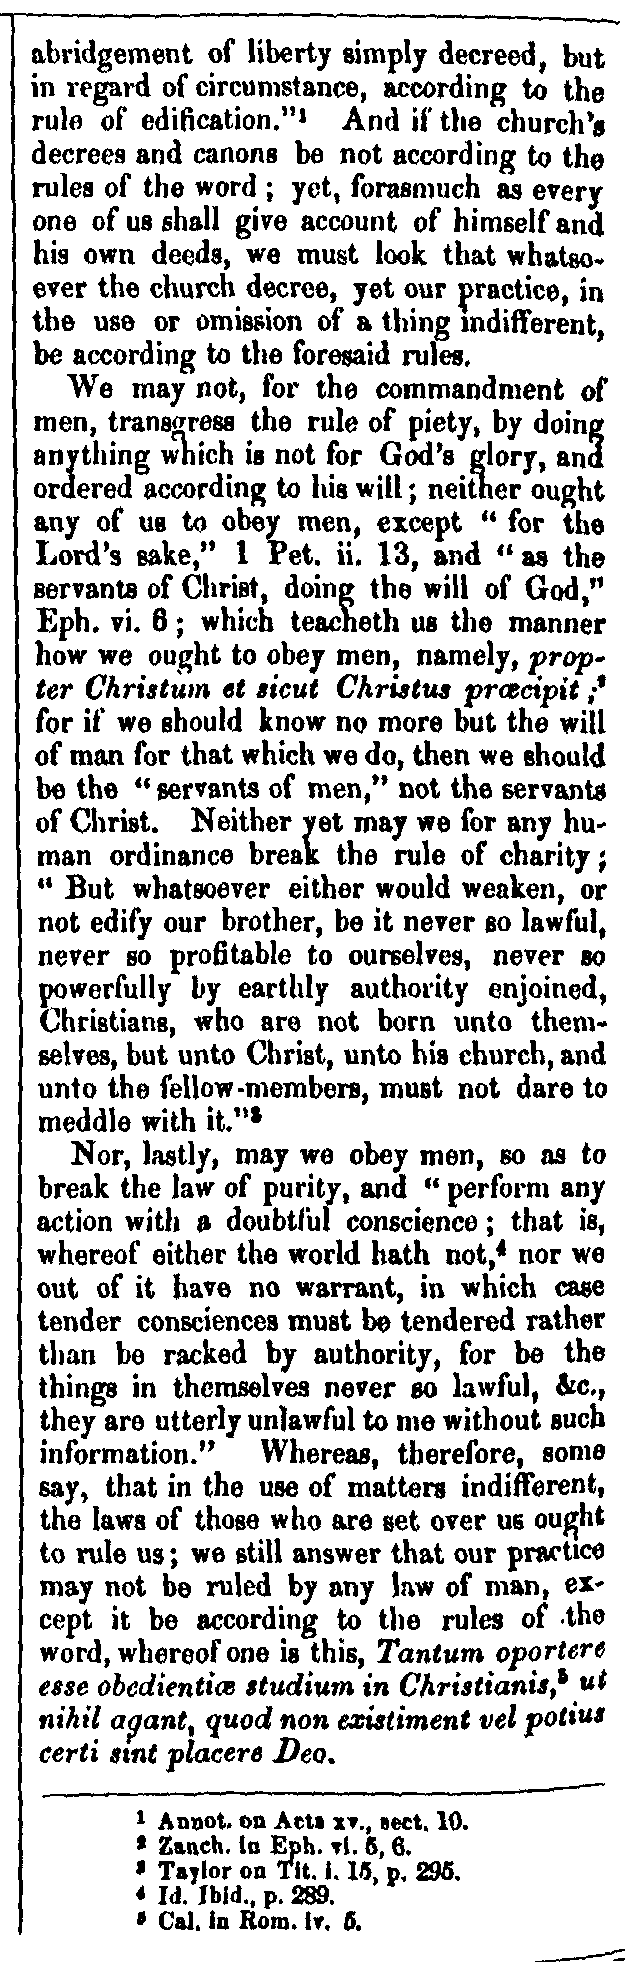 abridgement of liberty simply decreed, but
in regard of circumstance, according to the
rule of edification."¹ And if the church's
decrees and canons be not according to the
rules of the word ; yet, forasmuch as every
one of us shall give account of himself and
his own deeds, we must look that whatso-
ever the church decree, yet our practice, in
the use or omission of a thing indifferent,
be according to the foresaid rules.
We may not, for the commandment of
men, transgress the rule of piety, by doing
anything which is not for God's glory, and
ordered according to his will ; neither ought
any of us to obey men, except “ for the
Lord's sake,” 1 Pet. ii. 13, and “ as the
servants of Christ, doing the will of God,”
Eph. vi. 6 ; which teacheth us the manner
how we ought to obey men, namely, prop-
ter Christum et sicut Christus præcipit ;²
for if we should know no more but the will
of man for that which we do, then we should
be the “ servants of men,” not the servants
of Christ. Neither yet may we for any hu-
man ordinance break the rule of charity ;
“ But whatsoever either would weaken, or
not edify our brother, be it never so lawful,
never so profitable to ourselves, never so
powerfully by earthly authority enjoined,
Christians, who are not born unto them-
selves, but unto Christ, unto his church, and
unto the fellow-members, must not dare to
meddle with it."³
Nor, lastly, may we obey men, so as to
break the law of purity, and “ perform any
action with a doubtful conscience ; that is,
whereof either the world hath not,⁴ nor we
out of it have no warrant, in which case
tender consciences must be tendered rather
than be racked by authority, for be the
things in themselves never so lawful, &c.,
they are utterly unlawful to me without such
information.” Whereas, therefore, some
say, that in the use of matters indifferent,
the laws of those who are set over us ought
to rule us ; we still answer that our practice
may not be ruled by any law of man, ex-
cept it be according to the rules of the
word, whereof one is this, Tantum oportere
esse obedientiæ studium in Christianis,⁵ ut
nihil agant, quod non existiment vel potius
certi sint placere Deo.
¹ Annot. on Acts xv., sect. 10.
² Zanch. in Eph. vi. 5, 6.
³ Taylor on Tit. i. 15, p. 295.
⁴ Id. Ibid., p. 289.
⁵ Cal. in Rom. iv. 5.